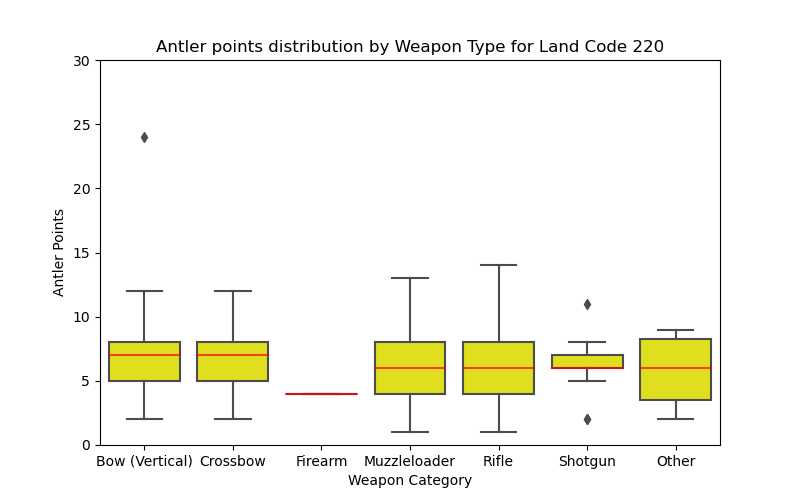 Antler points distribution by Weapon Type for Land Code 220
30
25
20
15
10
5
0
Antler Points
Bow (Vertical) Crossbow Firearm Muzzleloader Rifle Shotgun Other
Weapon Category